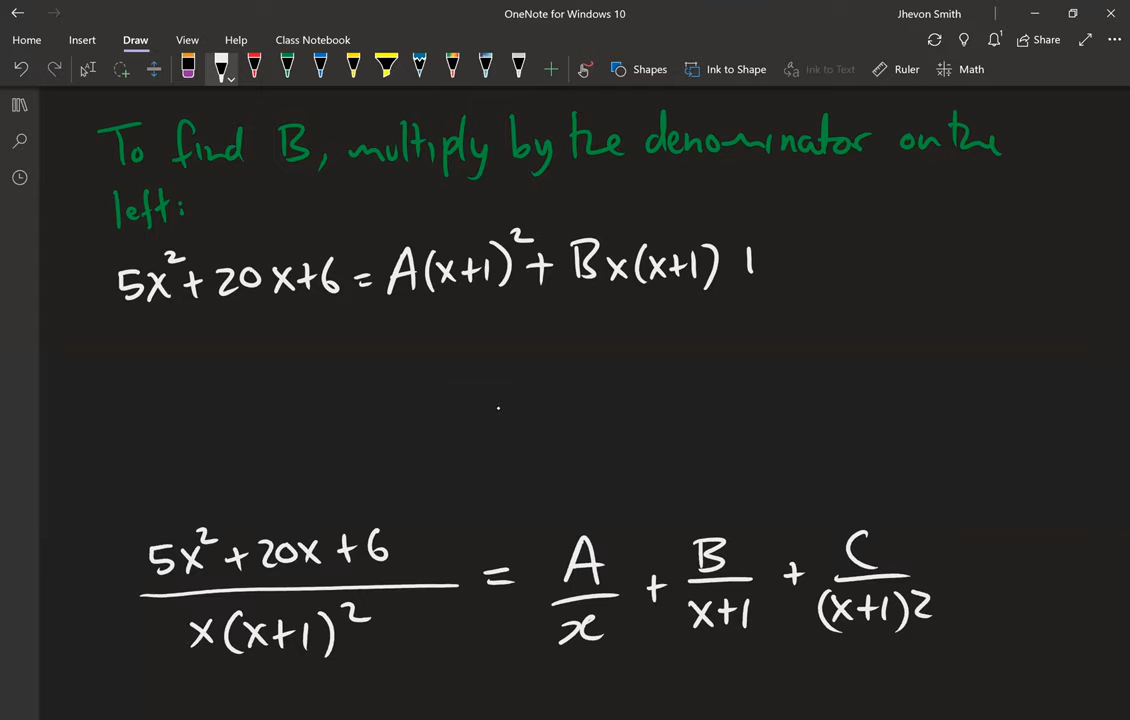 OneNote for Windows 10
Jhevon Smith
Home Insert Draw View Help Class Notebook
Share
Shapes Ink to Shape Ink to Text Ruler Math
To find B, multiply by the denominator on the
left:
5x² + 20x + 6 = A(x+1)² + Bx(x+1) 1
5x² + 20x + 6 A B C
= + +
x(x+1)² x x+1 (x+1)2